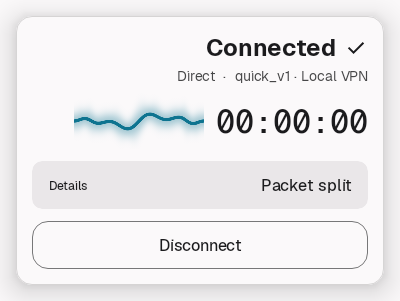 Connected
Direct · quick_v1 · Local VPN
00:00:00
Details Packet split
Disconnect